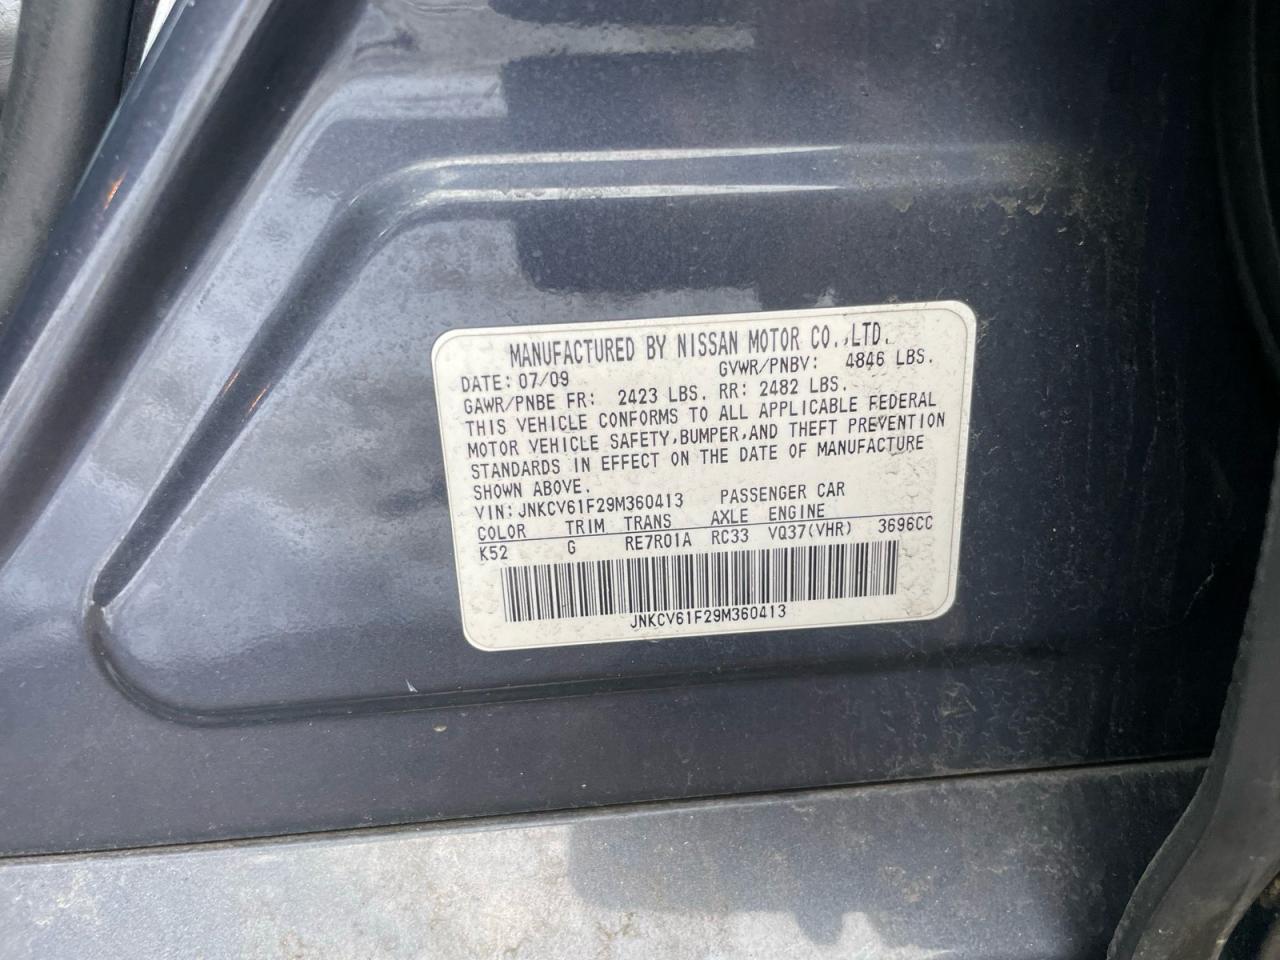 MANUFACTURED BY NISSAN MOTOR CO.,LTD.
DATE: 07/09 GVWR/PNBV: 4846 LBS.
GAWR/PNBE FR: 2423 LBS. RR: 2482 LBS.
THIS VEHICLE CONFORMS TO ALL APPLICABLE FEDERAL
MOTOR VEHICLE SAFETY,BUMPER,AND THEFT PREVENTION
STANDARDS IN EFFECT ON THE DATE OF MANUFACTURE
SHOWN ABOVE.
VIN: JNKCV61F29M360413 PASSENGER CAR
COLOR TRIM TRANS AXLE ENGINE
K52 G RE7R01A RC33 VQ37(VHR) 3696CC
JNKCV61F29M360413